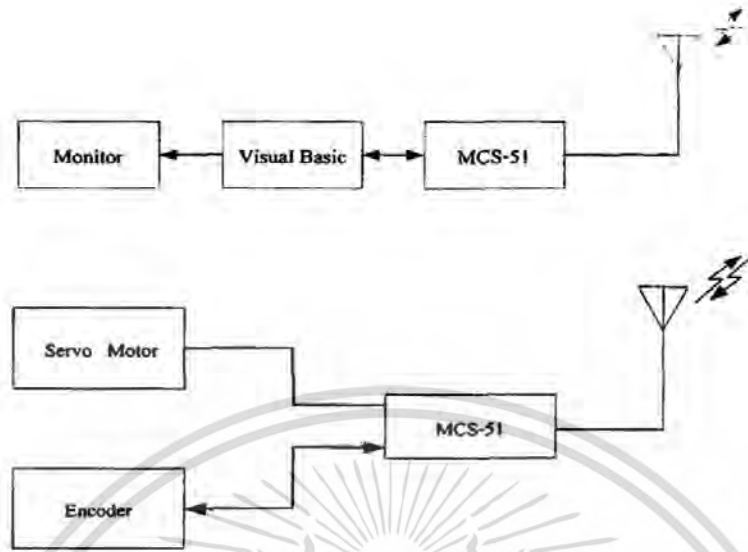 Monitor
Visual Basic
MCS-51
Servo Motor
MCS-51
Encoder